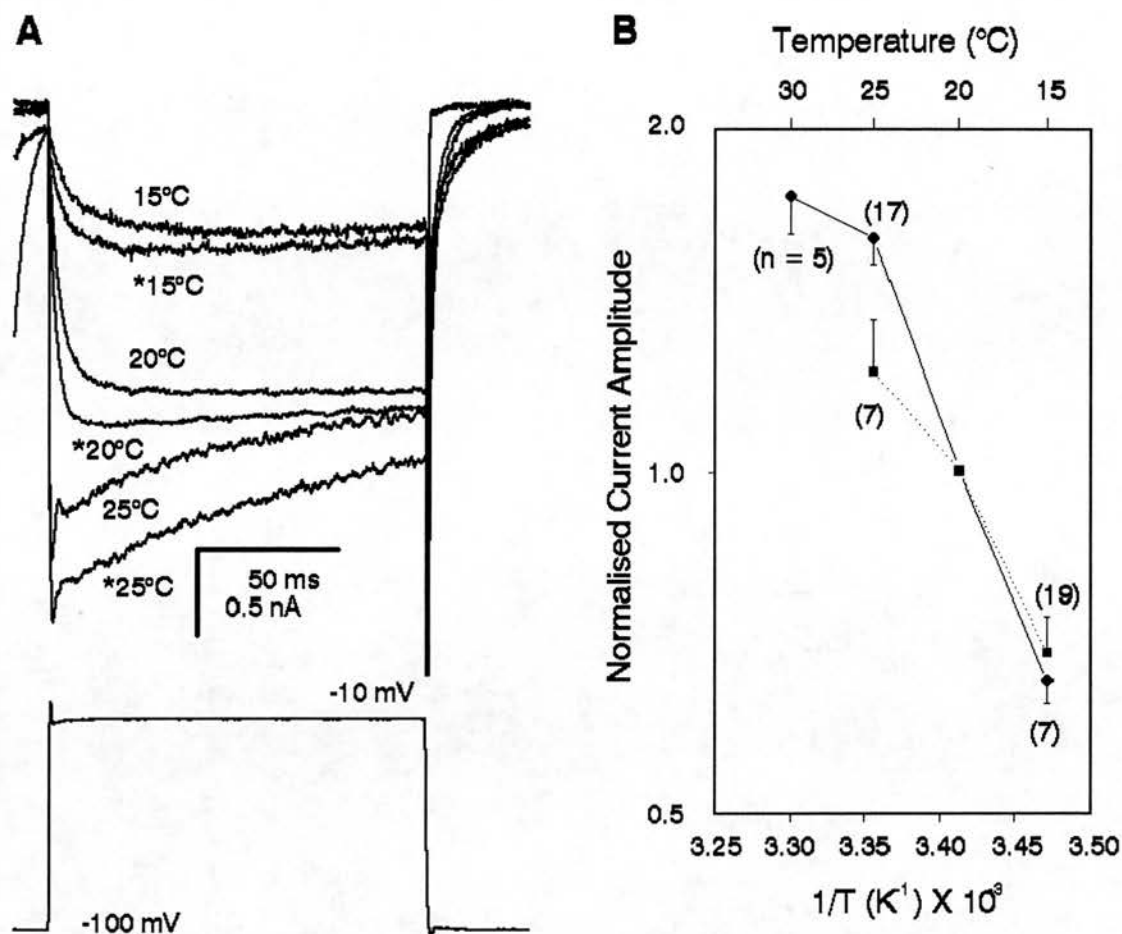 A
15°C
*15°C
20°C
*20°C
25°C
*25°C
50 ms
0.5 nA
-10 mV
-100 mV
B
Temperature (°C)
30 25 20 15
2.0
1.0
0.5
Normalised Current Amplitude
(17)
(n = 5)
(7)
(19)
(7)
3.25 3.30 3.35 3.40 3.45 3.50
1/T (K⁻¹) X 10³